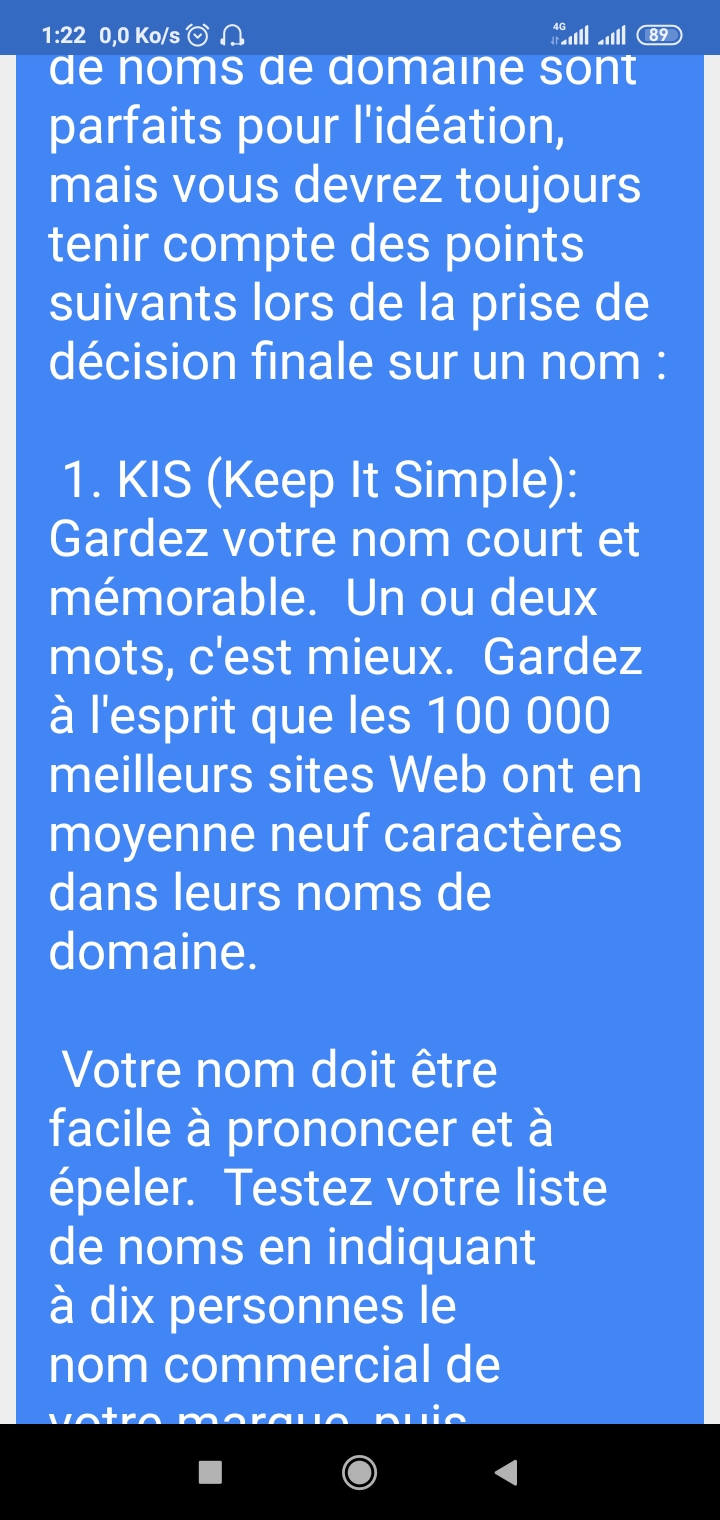 1:22 0,0 Ko/s 4G 89
de noms de domaine sont
parfaits pour l'idéation,
mais vous devrez toujours
tenir compte des points
suivants lors de la prise de
décision finale sur un nom :
1. KIS (Keep It Simple):
Gardez votre nom court et
mémorable. Un ou deux
mots, c'est mieux. Gardez
à l'esprit que les 100 000
meilleurs sites Web ont en
moyenne neuf caractères
dans leurs noms de
domaine.
Votre nom doit être
facile à prononcer et à
épeler. Testez votre liste
de noms en indiquant
à dix personnes le
nom commercial de
votre marque, puis